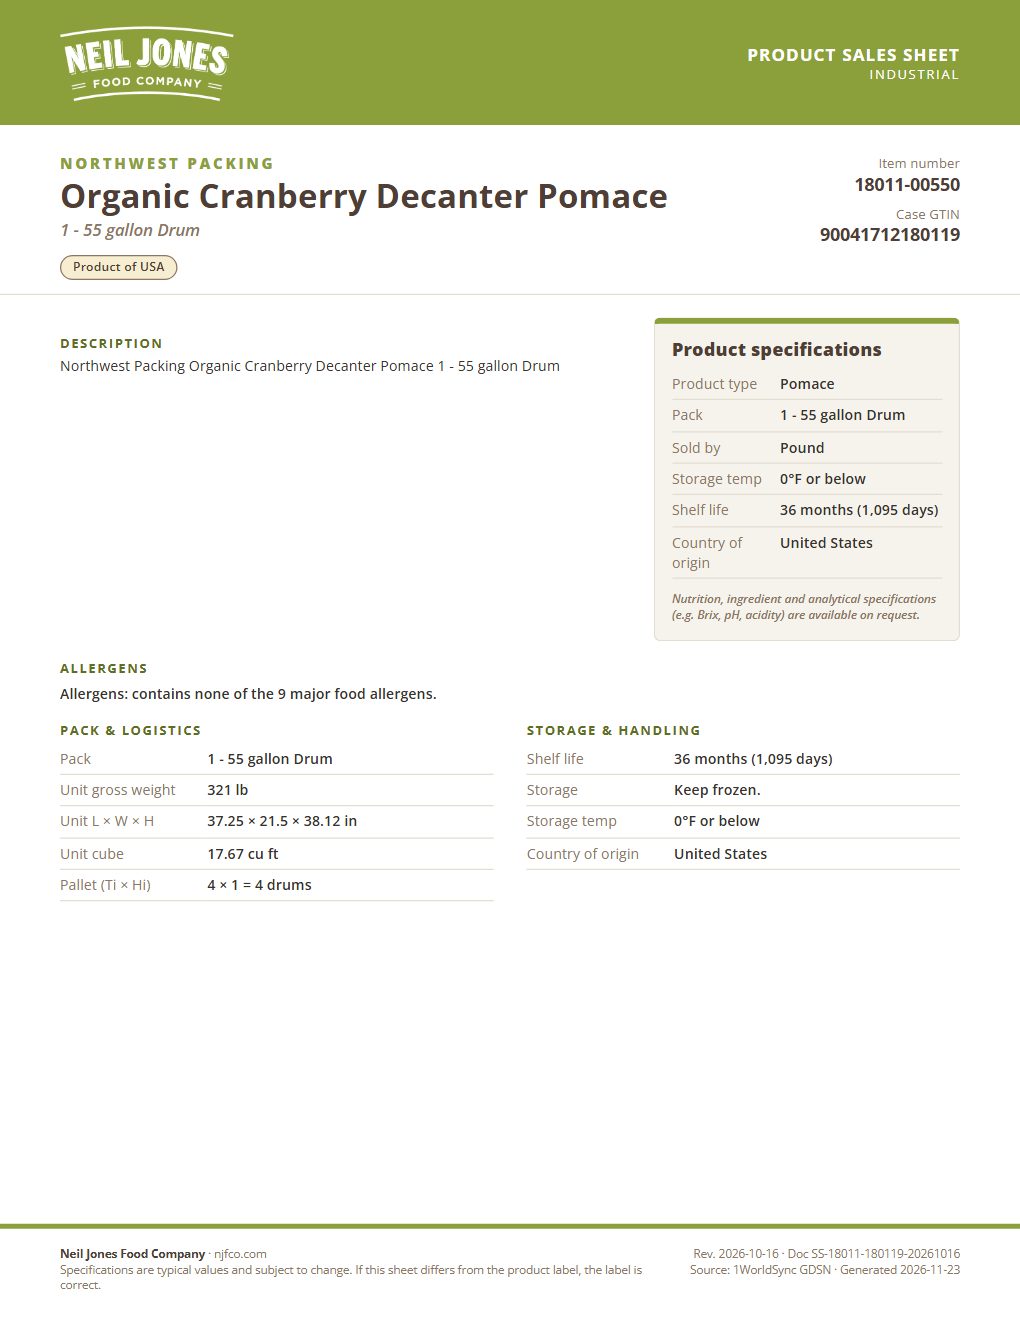 NEIL JONES
FOOD COMPANY
PRODUCT SALES SHEET
INDUSTRIAL
NORTHWEST PACKING
Organic Cranberry Decanter Pomace
1 - 55 gallon Drum
Product of USA
Item number
18011-00550
Case GTIN
90041712180119
DESCRIPTION
Northwest Packing Organic Cranberry Decanter Pomace 1 - 55 gallon Drum
Product specifications
Product type Pomace
Pack 1 - 55 gallon Drum
Sold by Pound
Storage temp 0°F or below
Shelf life 36 months (1,095 days)
Country of origin United States
Nutrition, ingredient and analytical specifications
(e.g. Brix, pH, acidity) are available on request.
ALLERGENS
Allergens: contains none of the 9 major food allergens.
PACK & LOGISTICS
Pack 1 - 55 gallon Drum
Unit gross weight 321 lb
Unit L × W × H 37.25 × 21.5 × 38.12 in
Unit cube 17.67 cu ft
Pallet (Ti × Hi) 4 × 1 = 4 drums
STORAGE & HANDLING
Shelf life 36 months (1,095 days)
Storage Keep frozen.
Storage temp 0°F or below
Country of origin United States
Neil Jones Food Company · njfco.com
Specifications are typical values and subject to change. If this sheet differs from the product label, the label is
correct.
Rev. 2026-10-16 · Doc SS-18011-180119-20261016
Source: 1WorldSync GDSN · Generated 2026-11-23